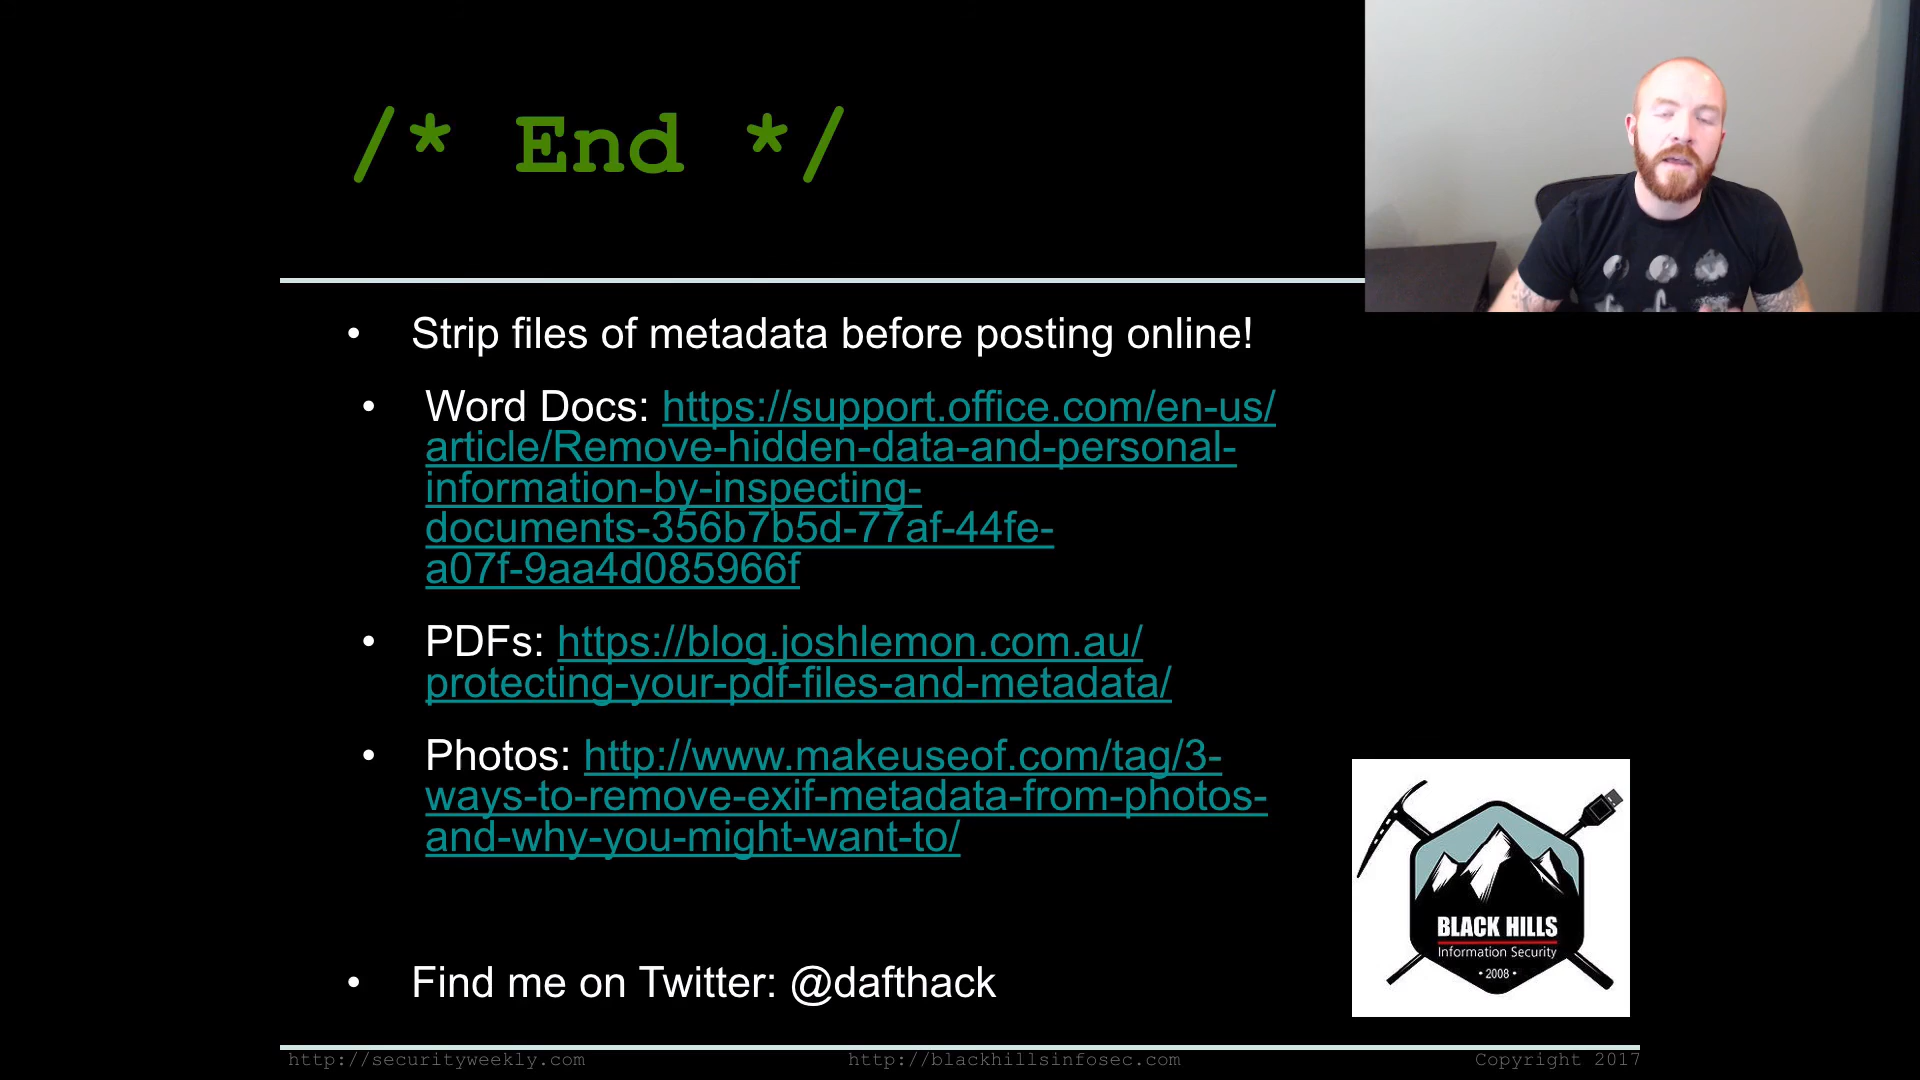 /* End */
• Strip files of metadata before posting online!
• Word Docs: https://support.office.com/en-us/
article/Remove-hidden-data-and-personal-
information-by-inspecting-
documents-356b7b5d-77af-44fe-
a07f-9aa4d085966f
• PDFs: https://blog.joshlemon.com.au/
protecting-your-pdf-files-and-metadata/
• Photos: http://www.makeuseof.com/tag/3-
ways-to-remove-exif-metadata-from-photos-
and-why-you-might-want-to/
BLACK HILLS
Information Security
• 2008 •
• Find me on Twitter: @dafthack
http://securityweekly.com
http://blackhillsinfosec.com
Copyright 2017